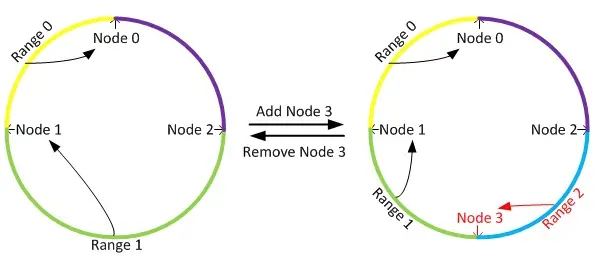 Range 0
Node 0
Node 1
Node 2
Range 1
Add Node 3
Remove Node 3
Range 0
Node 0
Node 1
Node 2
Range 1
Node 3
Range 2